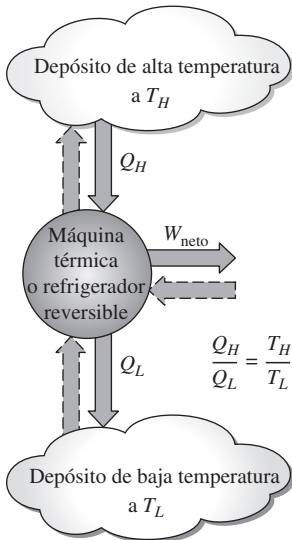 Depósito de alta temperatura
a T_H
Q_H
Máquina
térmica
o refrigerador
reversible
W_neto
Q_L
Q_H / Q_L = T_H / T_L
Depósito de baja temperatura
a T_L